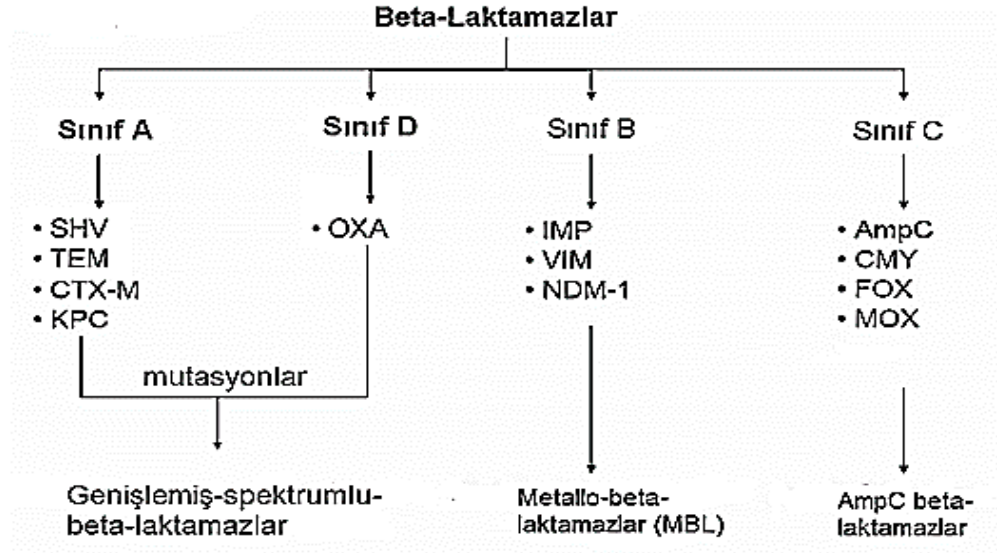 Beta-Laktamazlar
Sınıf A
Sınıf D
Sınıf B
Sınıf C
• SHV
• TEM
• CTX-M
• KPC
• OXA
• IMP
• VIM
• NDM-1
• AmpC
• CMY
• FOX
• MOX
mutasyonlar
Genişlemiş-spektrumlu-
beta-laktamazlar
Metallo-beta-
laktamazlar (MBL)
AmpC beta-
laktamazlar